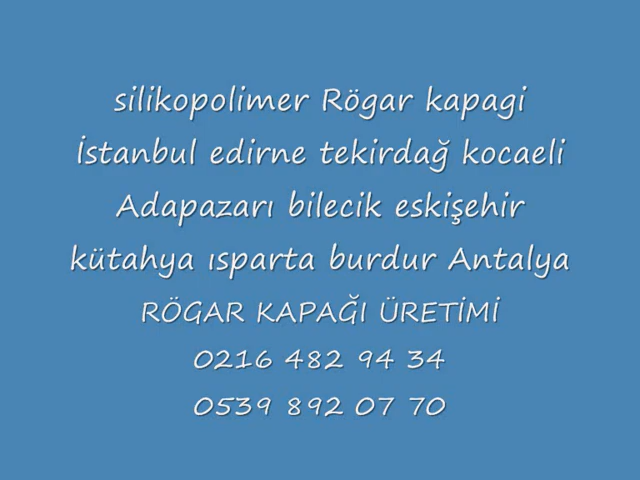 silikopolimer Rögar kapagi
İstanbul edirne tekirdağ kocaeli
Adapazarı bilecik eskişehir
kütahya ısparta burdur Antalya
RÖGAR KAPAĞI ÜRETİMİ
0216 482 94 34
0539 892 07 70